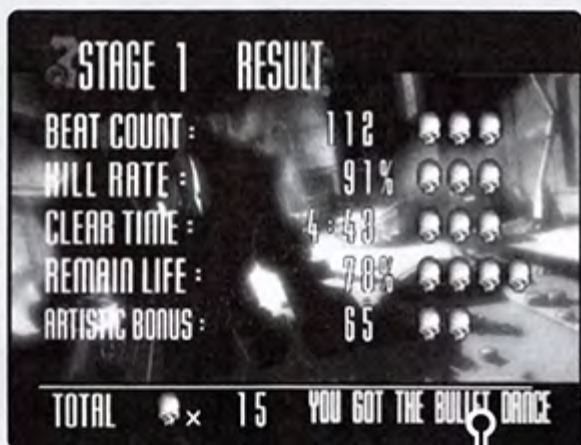 STAGE 1 RESULT
BEAT COUNT: 112
KILL RATE: 91%
CLEAR TIME: 4:43
REMAIN LIFE: 78%
ARTISTIC BONUS: 65
TOTAL × 15 YOU GOT THE BULLET DANCE